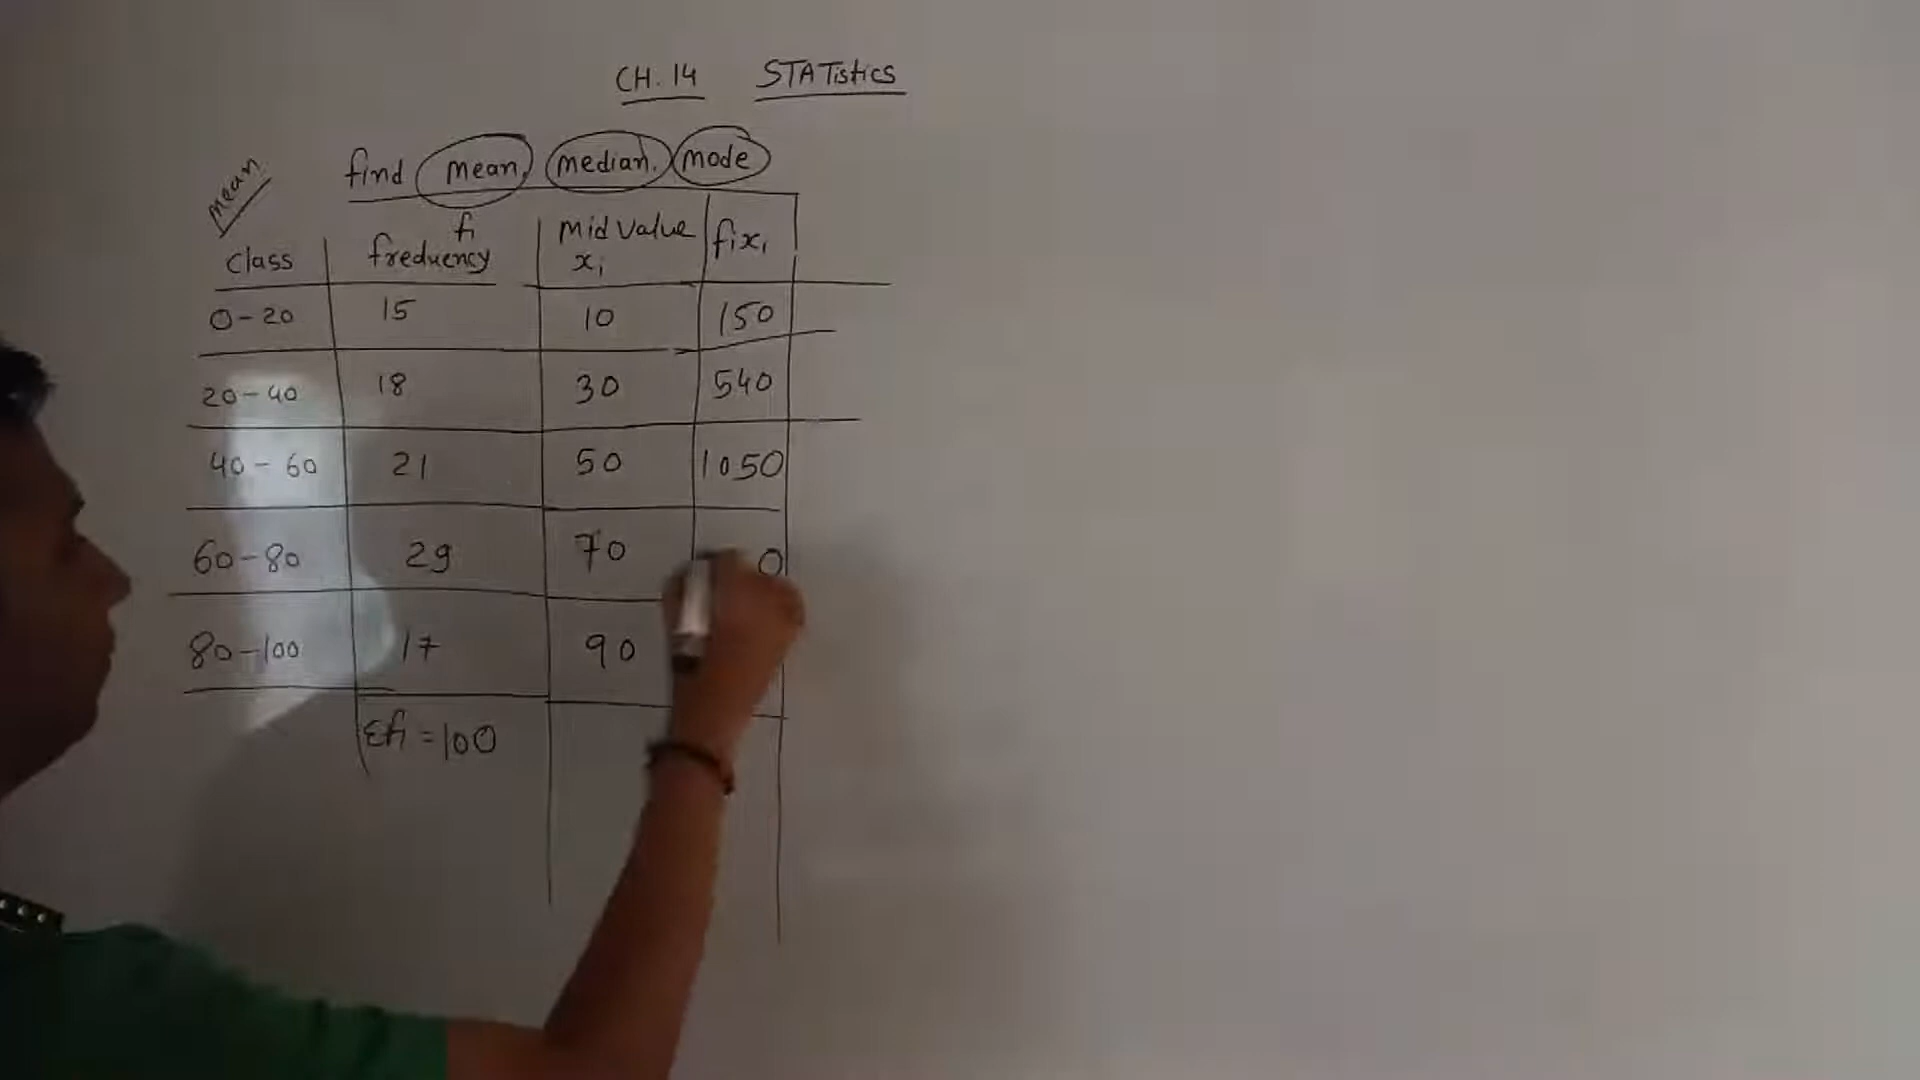 CH. 14 STATistics
find mean, median. mode
mean
class fi freduency mid value xi fixi
0-20 15 10 150
20-40 18 30 540
40-60 21 50 1050
60-80 29 70 0
80-100 17 90
Σfi = 100